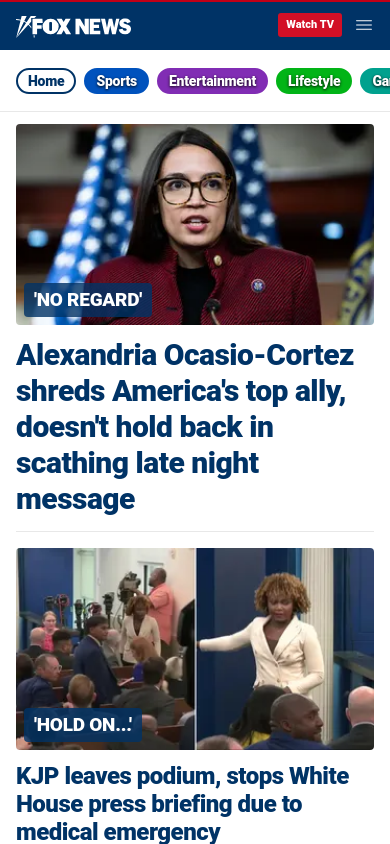 FOX NEWS
Watch TV
Home
Sports
Entertainment
Lifestyle
Ga
'NO REGARD'
Alexandria Ocasio-Cortez
shreds America's top ally,
doesn't hold back in
scathing late night
message
'HOLD ON...'
KJP leaves podium, stops White
House press briefing due to
medical emergency